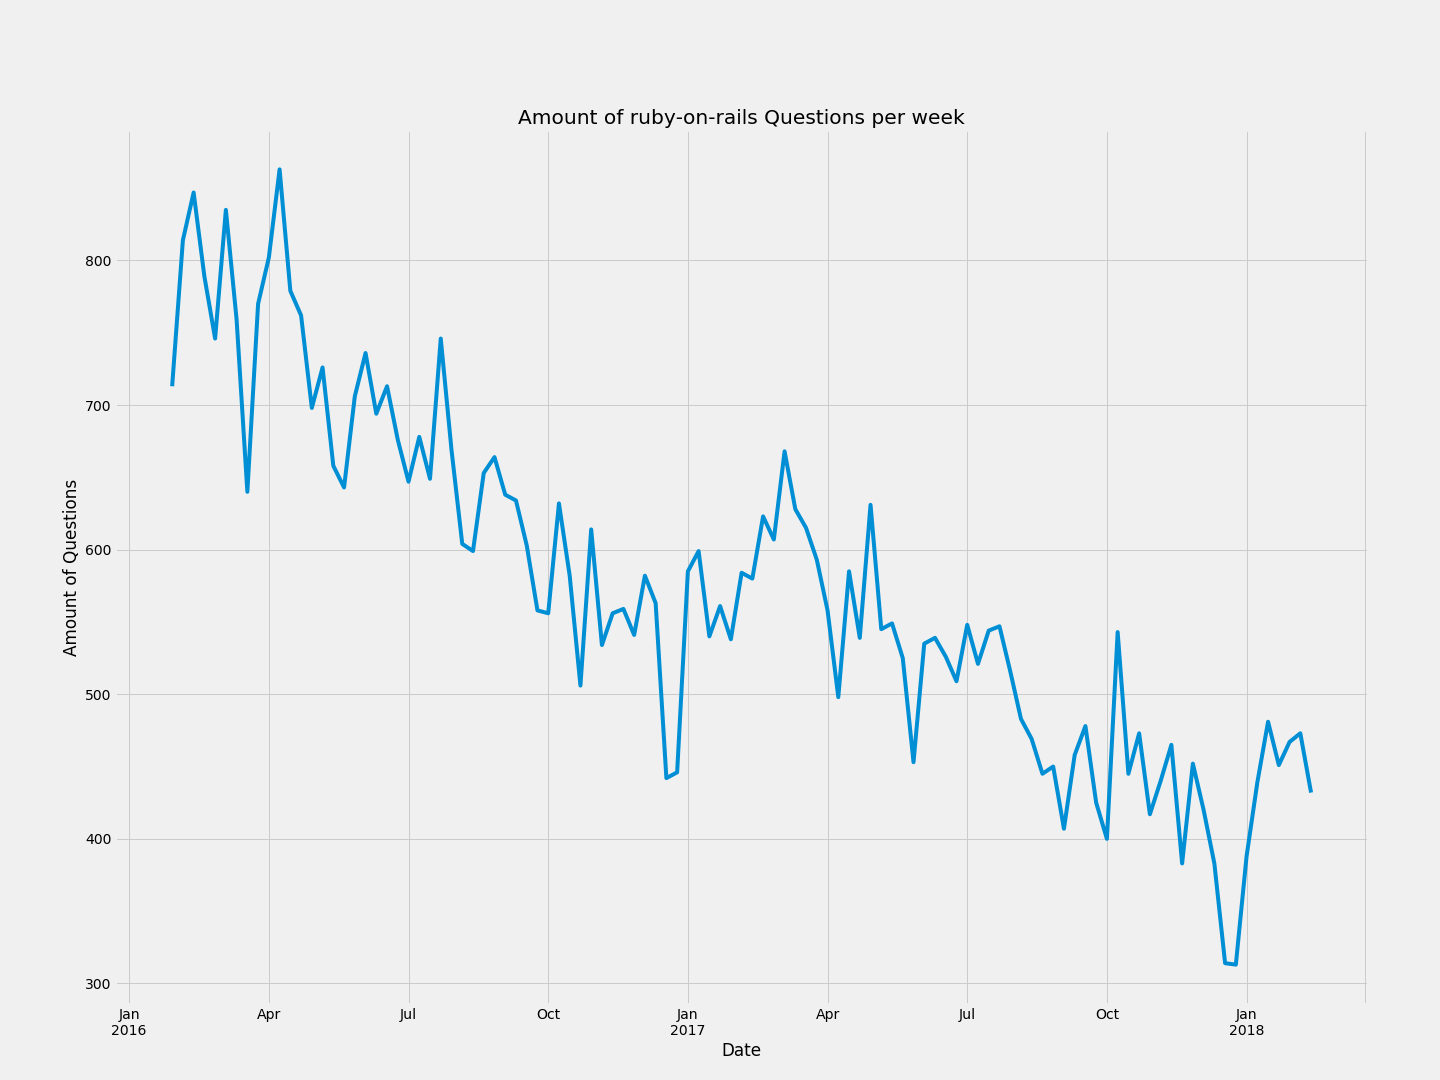 Amount of ruby-on-rails Questions per week
Amount of Questions
800
700
600
500
400
300
Jan Apr Jul Oct Jan Apr Jul Oct Jan
2016 2017 2018
Date